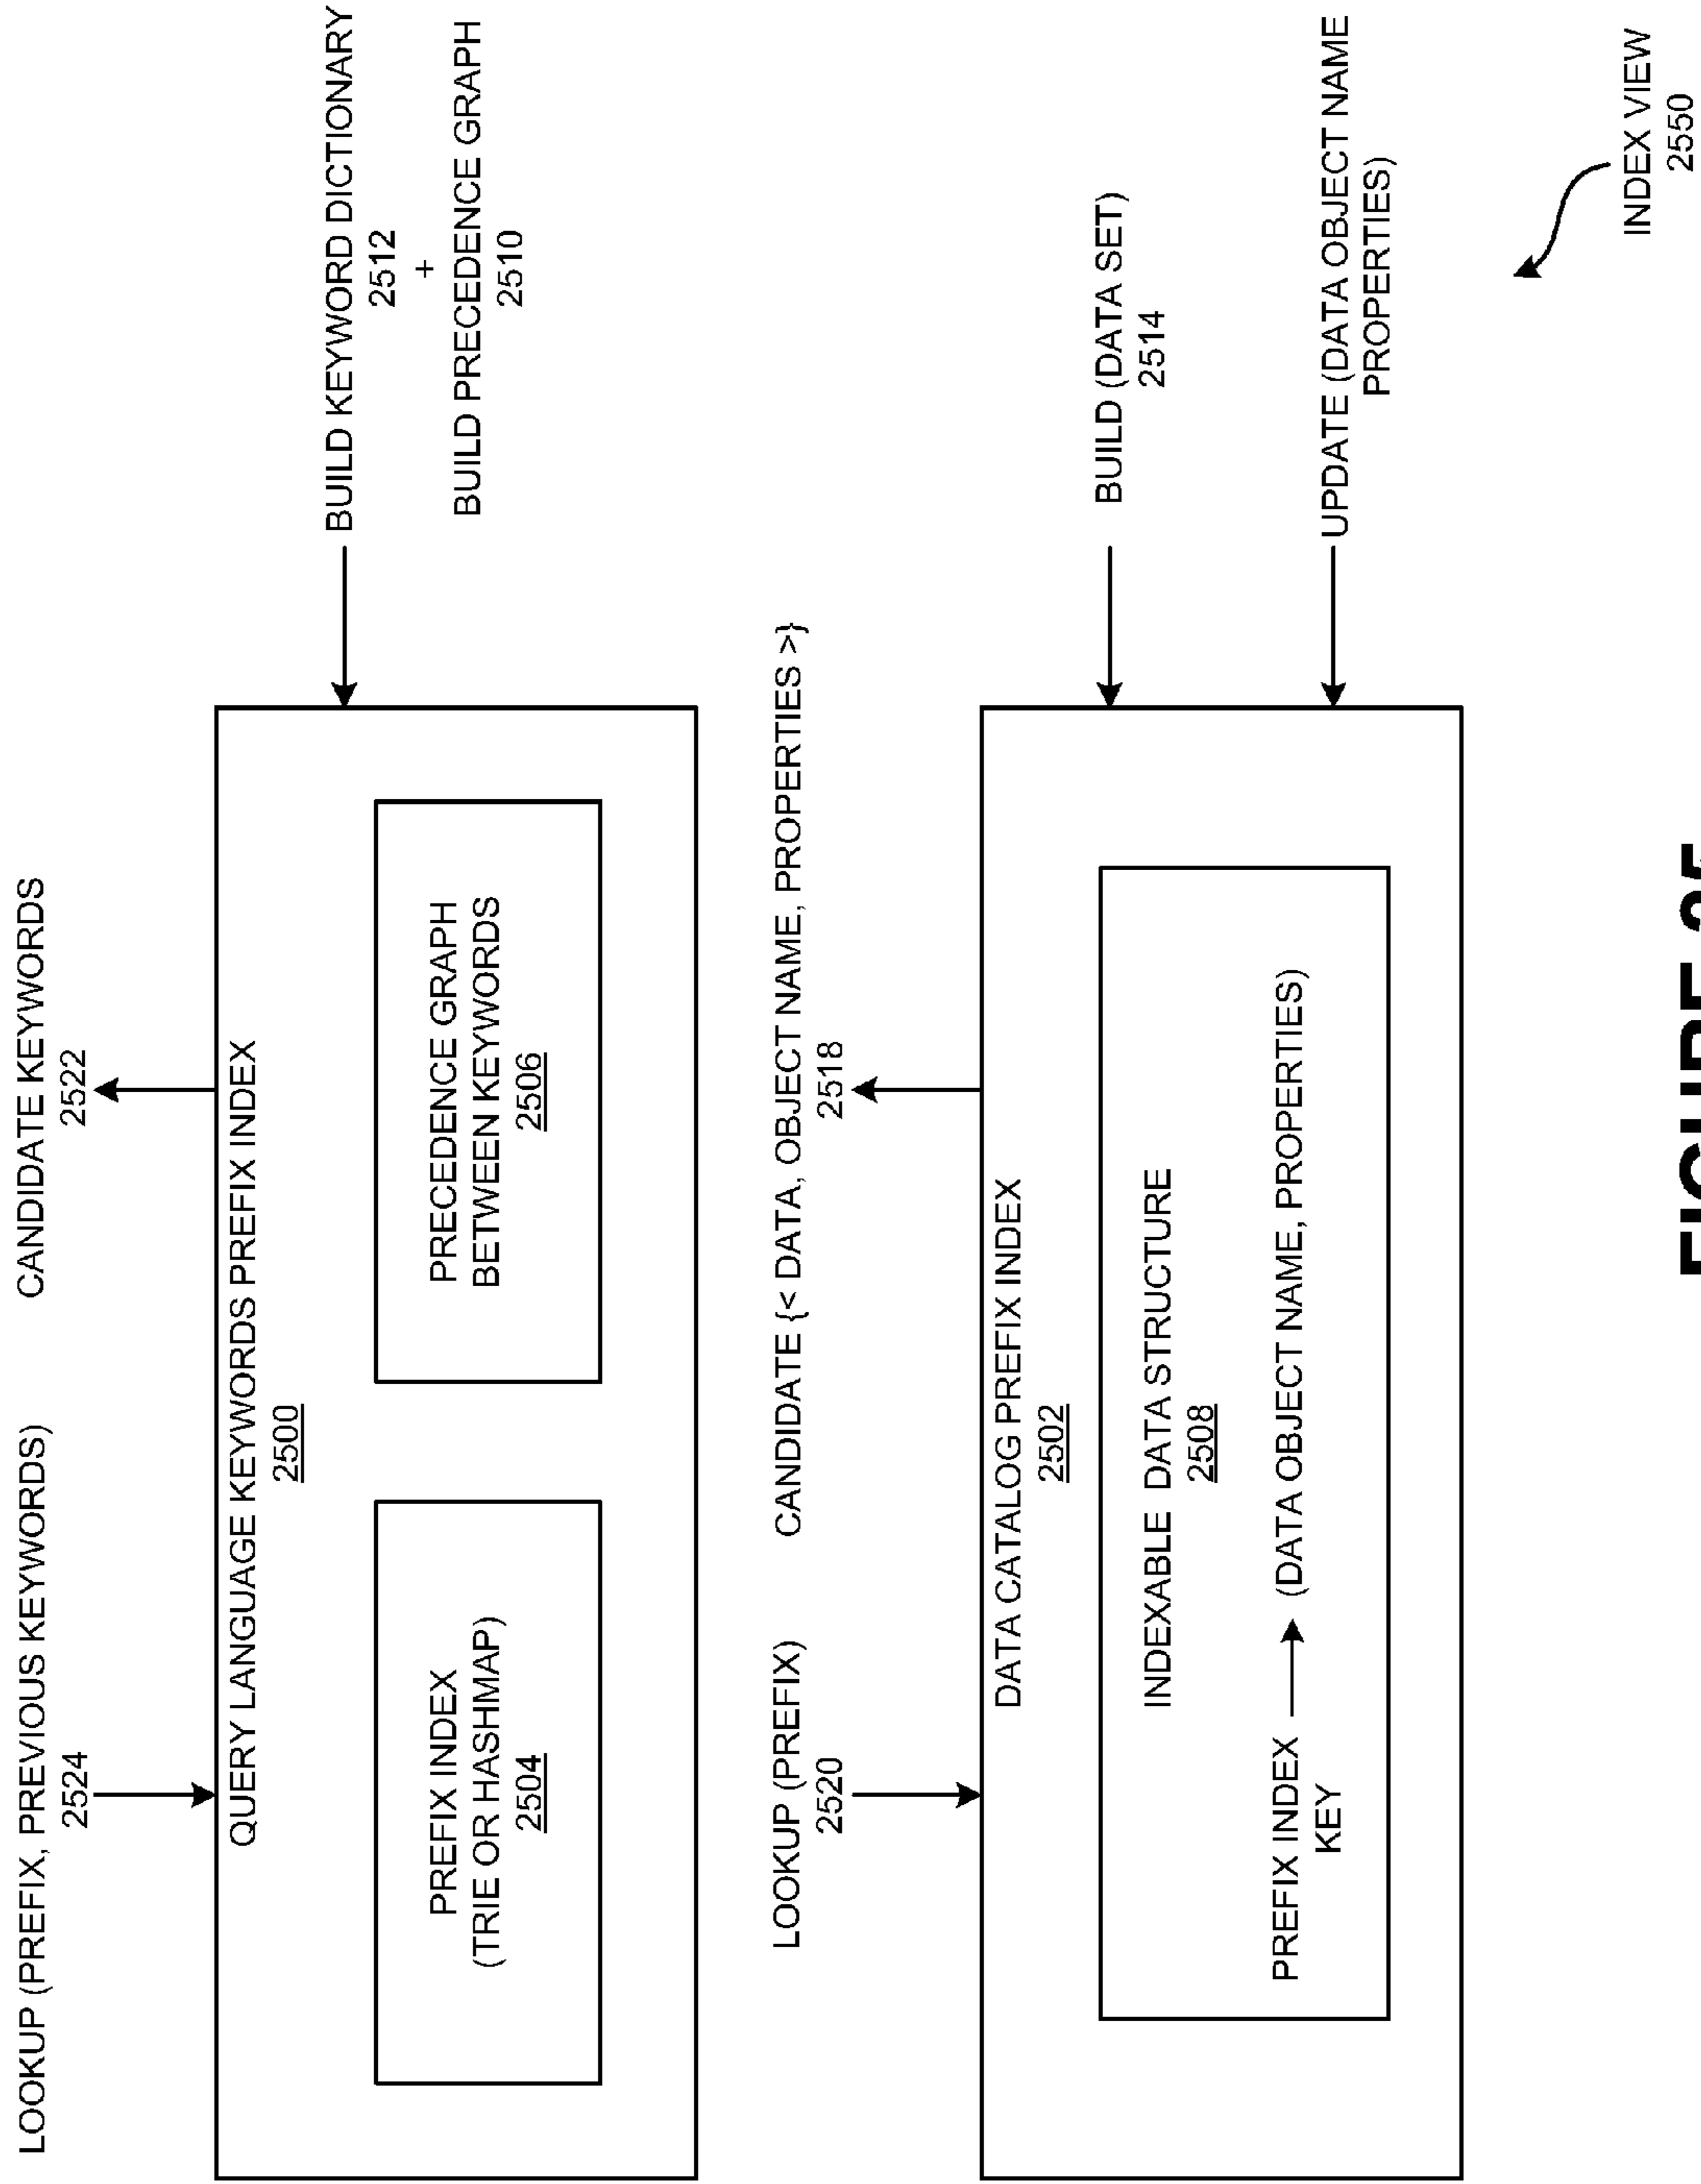 LOOKUP (PREFIX, PREVIOUS KEYWORDS)
2524
CANDIDATE KEYWORDS
2522
QUERY LANGUAGE KEYWORDS PREFIX INDEX
2500
PREFIX INDEX
(TRIE OR HASHMAP)
2504
PRECEDENCE GRAPH
BETWEEN KEYWORDS
2506
BUILD KEYWORD DICTIONARY
2512
+
BUILD PRECEDENCE GRAPH
2510
LOOKUP (PREFIX)
2520
CANDIDATE {< DATA, OBJECT NAME, PROPERTIES >}
2518
DATA CATALOG PREFIX INDEX
2502
INDEXABLE DATA STRUCTURE
2508
PREFIX INDEX
KEY
(DATA OBJECT NAME, PROPERTIES)
BUILD (DATA SET)
2514
UPDATE (DATA OBJECT NAME
PROPERTIES)
INDEX VIEW
2550
FIGURE 25